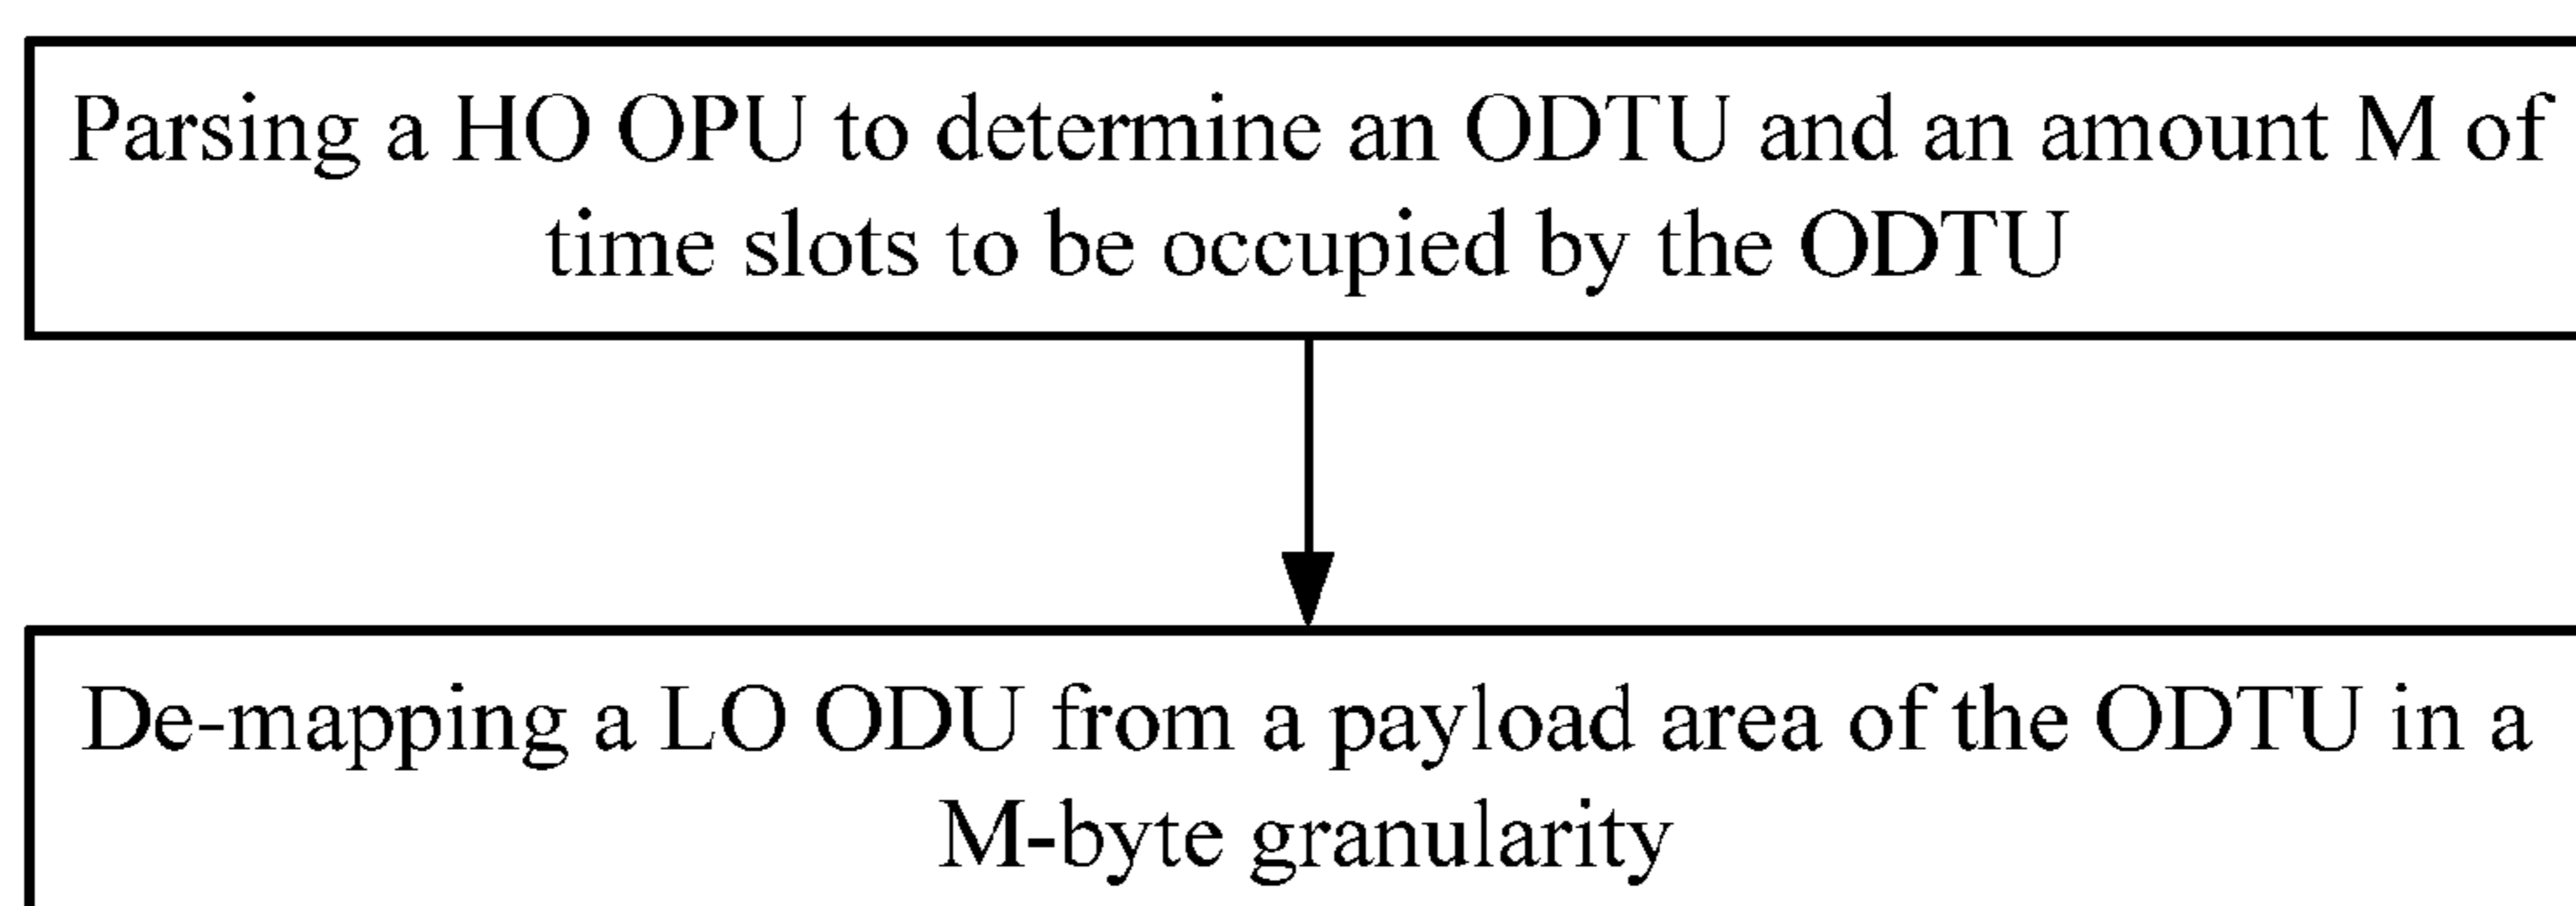 Parsing a HO OPU to determine an ODTU and an amount M of
time slots to be occupied by the ODTU
De-mapping a LO ODU from a payload area of the ODTU in a
M-byte granularity